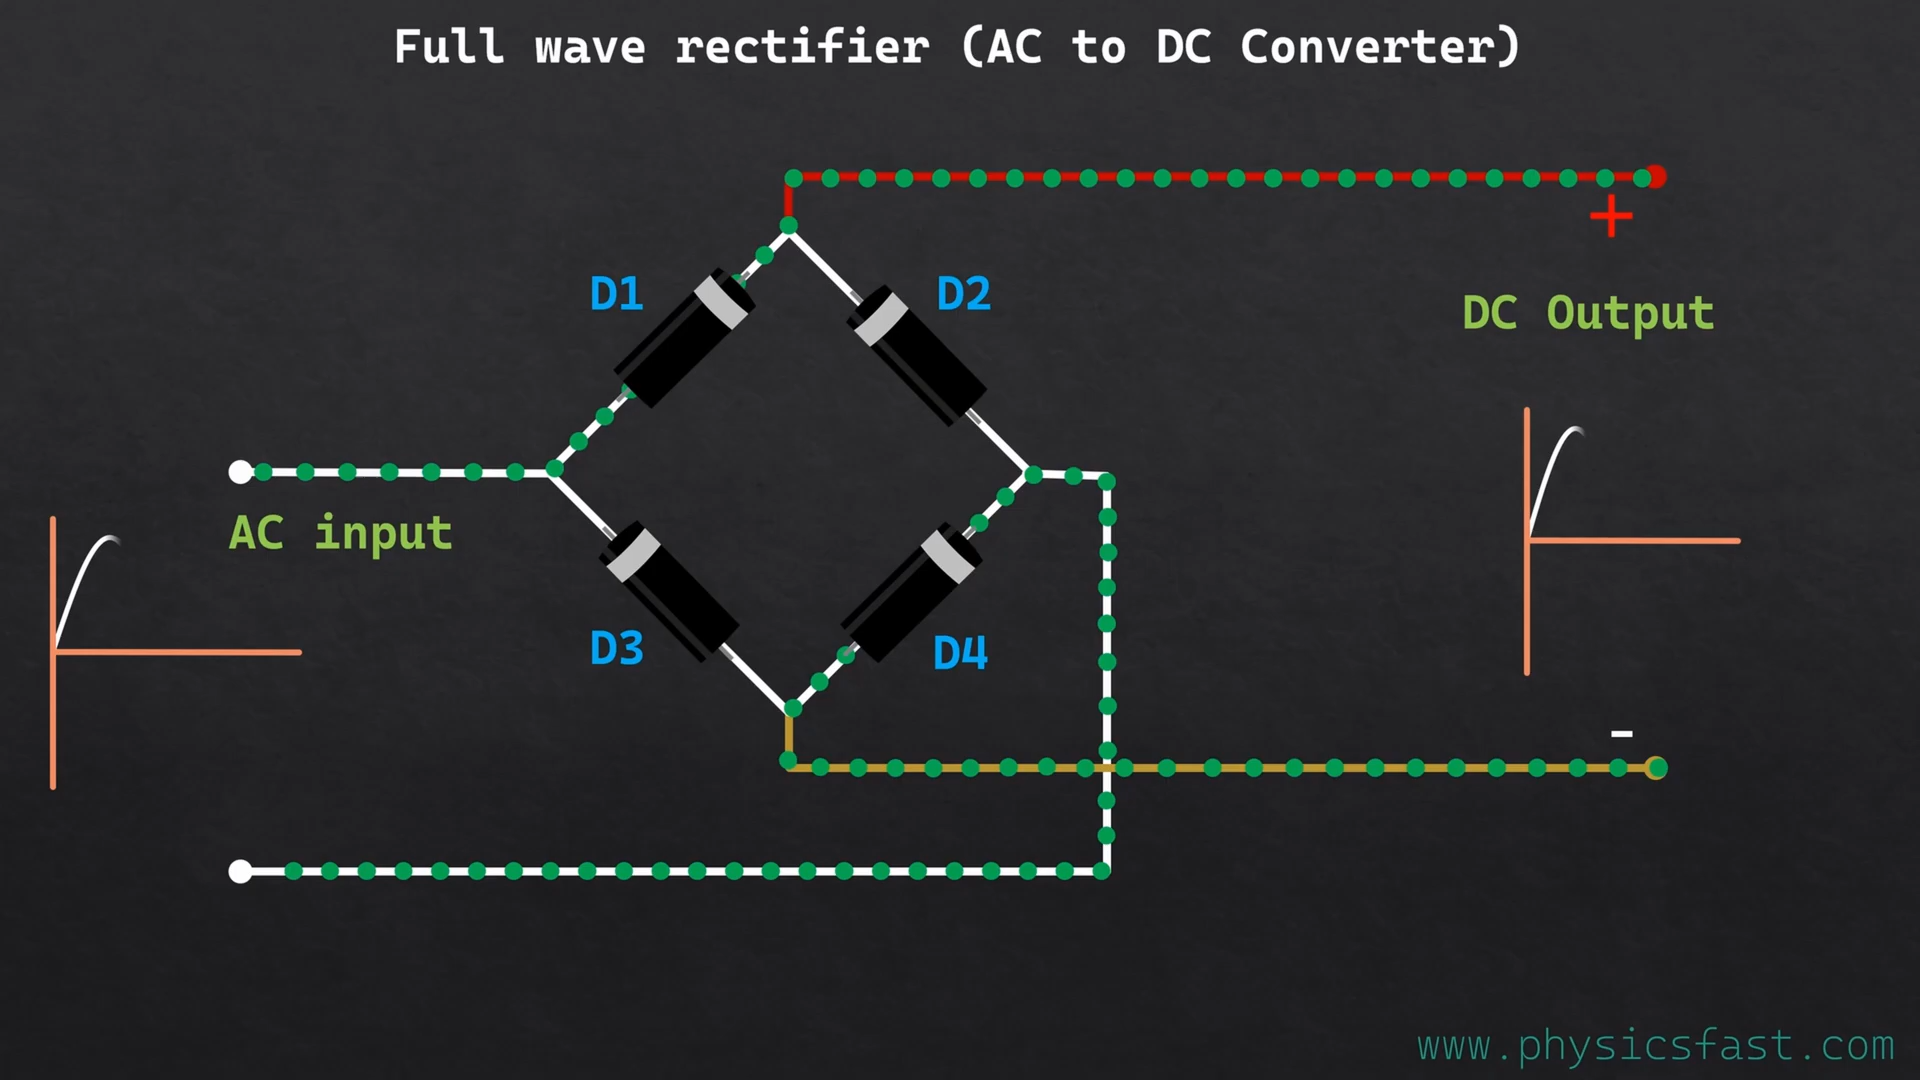 Full wave rectifier (AC to DC Converter)
+
D1
D2
DC Output
AC input
D3
D4
-
www.physicsfast.com